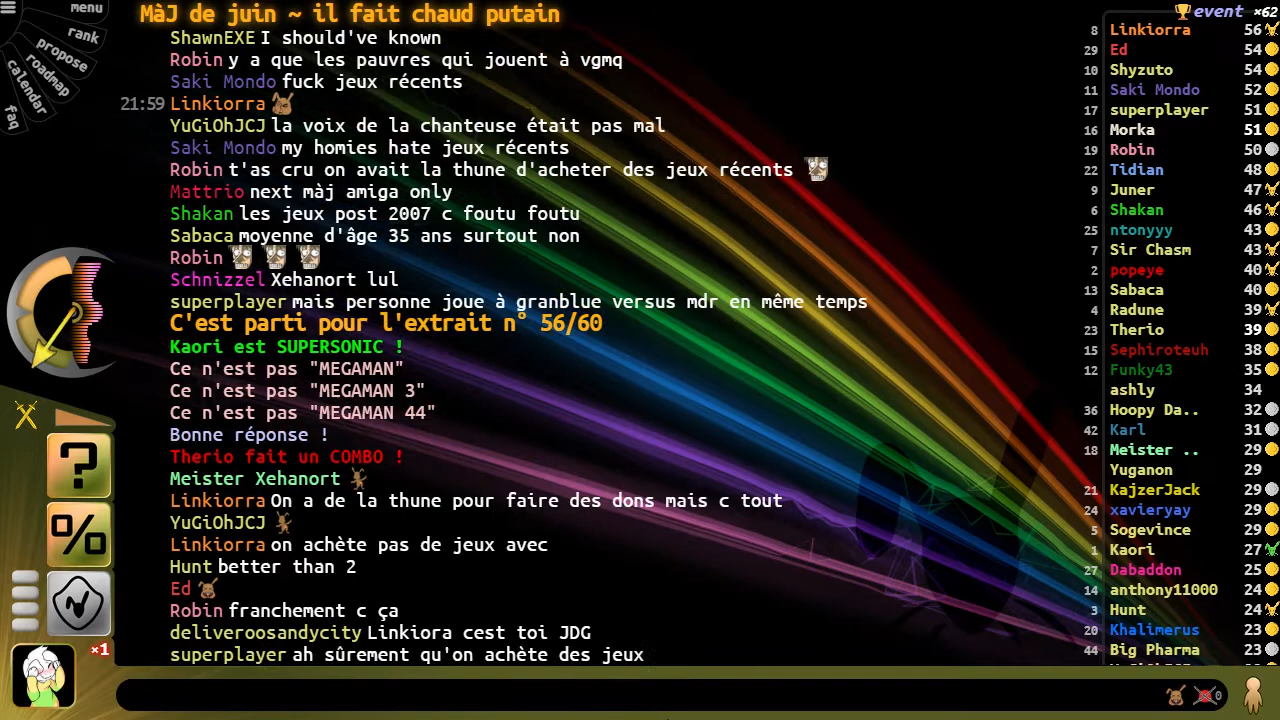 menu
rank
propose
roadmap
calendar
faq
MàJ de juin ~ il fait chaud putain
ShawnEXE I should've known
Robin y a que les pauvres qui jouent à vgmq
Saki Mondo fuck jeux récents
21:59 Linkiorra
YuGiOhJCJ la voix de la chanteuse était pas mal
Saki Mondo my homies hate jeux récents
Robin t'as cru on avait la thune d'acheter des jeux récents
Mattrio next màj amiga only
Shakan les jeux post 2007 c foutu foutu
Sabaca moyenne d'âge 35 ans surtout non
Robin
Schnizzel Xehanort lul
superplayer mais personne joue à granblue versus mdr en même temps
C'est parti pour l'extrait n° 56/60
Kaori est SUPERSONIC !
Ce n'est pas "MEGAMAN"
Ce n'est pas "MEGAMAN 3"
Ce n'est pas "MEGAMAN 44"
Bonne réponse !
Therio fait un COMBO !
Meister Xehanort
Linkiorra On a de la thune pour faire des dons mais c tout
YuGiOhJCJ
Linkiorra on achète pas de jeux avec
Hunt better than 2
Ed
Robin franchement c ça
deliveroosandycity Linkiora cest toi JDG
superplayer ah sûrement qu'on achète des jeux
?
%
×1
0
event ×62
8 Linkiorra 56
29 Ed 54
10 Shyzuto 54
11 Saki Mondo 52
17 superplayer 51
16 Morka 51
19 Robin 50
22 Tidian 48
9 Juner 47
6 Shakan 46
25 ntonyyy 43
7 Sir Chasm 43
2 popeye 40
13 Sabaca 40
4 Radune 39
23 Therio 39
15 Sephiroteuh 38
12 Funky43 35
ashly 34
36 Hoopy Da.. 32
42 Karl 31
18 Meister .. 29
Yuganon 29
21 KajzerJack 29
24 xavieryay 29
5 Sogevince 29
1 Kaori 27
27 Dabaddon 25
14 anthony11000 24
3 Hunt 24
20 Khalimerus 23
44 Big Pharma 23